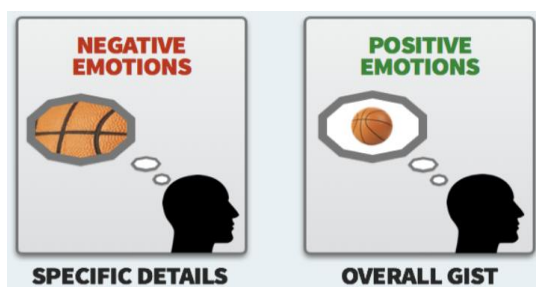 NEGATIVE
EMOTIONS
SPECIFIC DETAILS
POSITIVE
EMOTIONS
OVERALL GIST